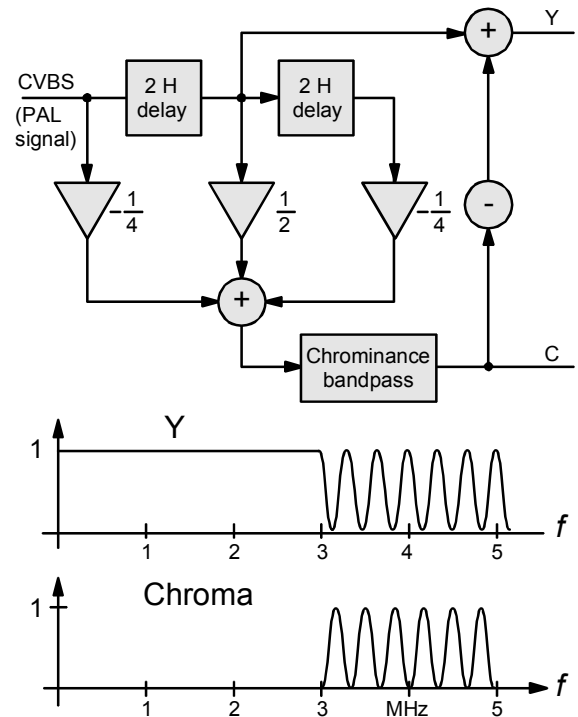 Y
+
CVBS
(PAL
signal)
2 H
delay
2 H
delay
-1/4
1/2
-1/4
-
+
C
Chrominance
bandpass
Y
1
1 2 3 4 5
f
Chroma
1
1 2 3 MHz 5
f